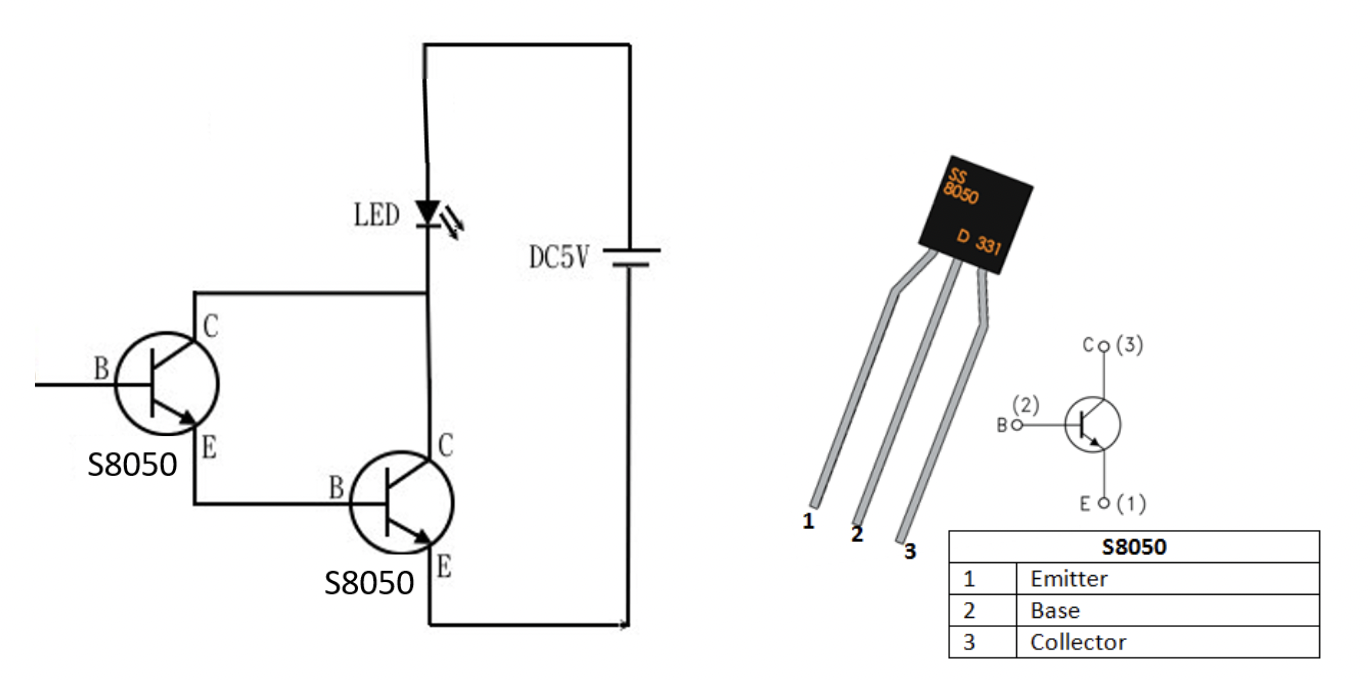 LED
DC5V
C
B
E
S8050
C
B
E
S8050
SS
8050
D 331
1
2
3
C (3)
(2)
B
E (1)
S8050
1 Emitter
2 Base
3 Collector